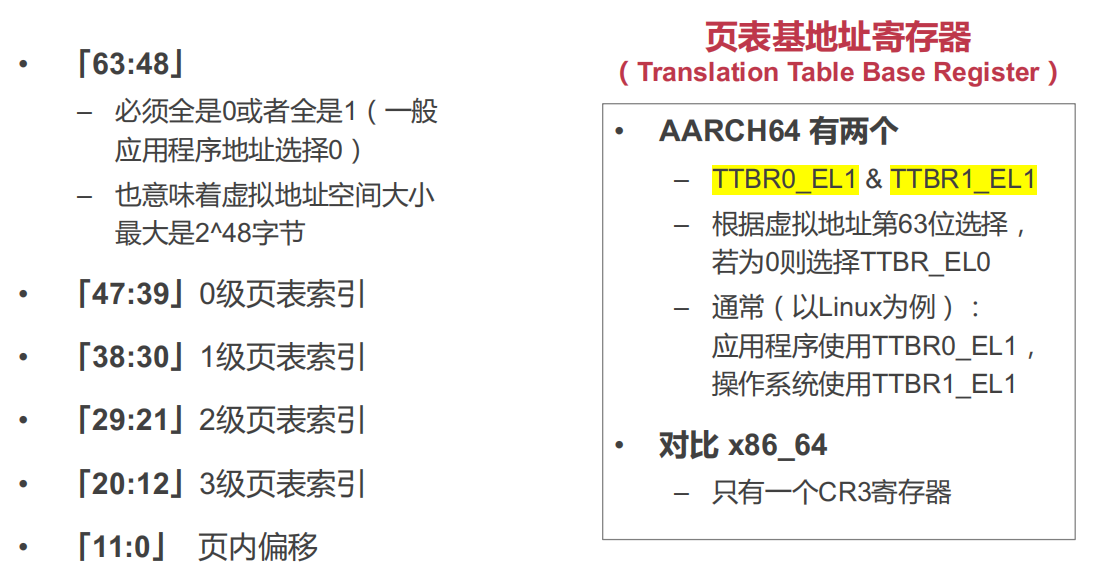 • 「63:48」
– 必须全是0或者全是1（一般
应用程序地址选择0）
– 也意味着虚拟地址空间大小
最大是2^48字节
• 「47:39」0级页表索引
• 「38:30」1级页表索引
• 「29:21」2级页表索引
• 「20:12」3级页表索引
• 「11:0」 页内偏移
页表基地址寄存器
（Translation Table Base Register）
• AARCH64 有两个
– TTBR0_EL1 & TTBR1_EL1
– 根据虚拟地址第63位选择，
若为0则选择TTBR_EL0
– 通常（以Linux为例）：
应用程序使用TTBR0_EL1，
操作系统使用TTBR1_EL1
• 对比 x86_64
– 只有一个CR3寄存器